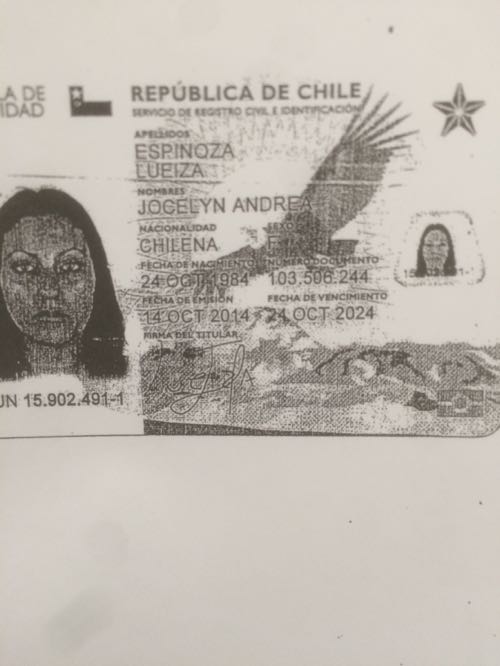 LA DE
IDAD
REPÚBLICA DE CHILE
SERVICIO DE REGISTRO CIVIL E IDENTIFICACIÓN
APELLIDOS
ESPINOZA
LUEIZA
NOMBRES
JOCELYN ANDREA
NACIONALIDAD SEXO
CHILENA F
FECHA DE NACIMIENTO NÚMERO DOCUMENTO
24 OCT 1984 103.506.244
FECHA DE EMISIÓN FECHA DE VENCIMIENTO
14 OCT 2014 24 OCT 2024
FIRMA DEL TITULAR
UN 15.902.491-1